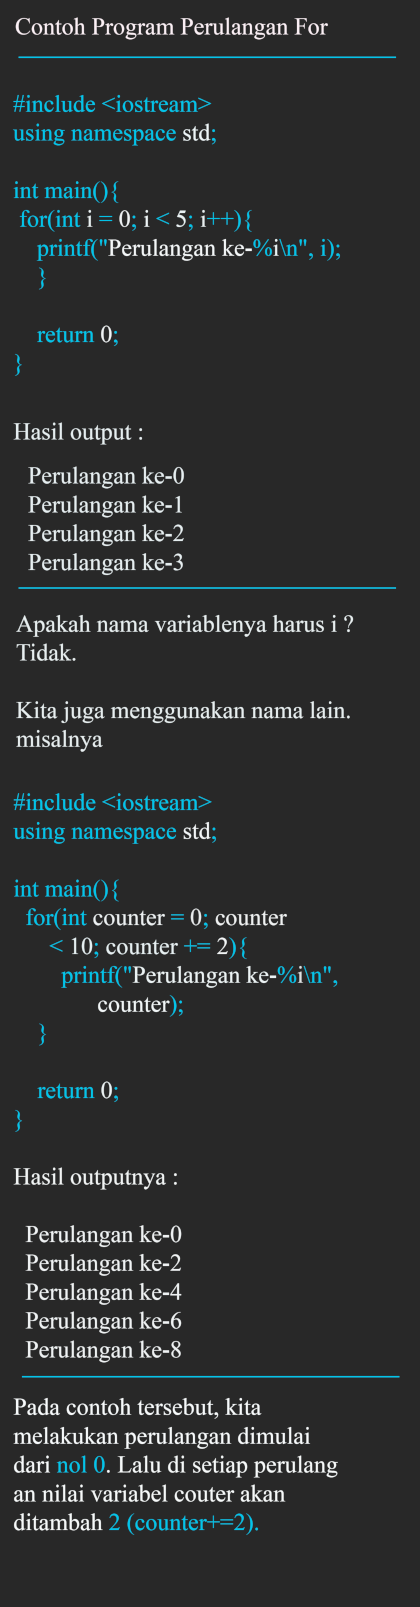 Contoh Program Perulangan For
#include <iostream>
using namespace std;
int main(){
for(int i = 0; i < 5; i++){
printf("Perulangan ke-%i\n", i);
}
return 0;
}
Hasil output :
Perulangan ke-0
Perulangan ke-1
Perulangan ke-2
Perulangan ke-3
Apakah nama variablenya harus i ?
Tidak.
Kita juga menggunakan nama lain.
misalnya
#include <iostream>
using namespace std;
int main(){
for(int counter = 0; counter
< 10; counter += 2){
printf("Perulangan ke-%i\n",
counter);
}
return 0;
}
Hasil outputnya :
Perulangan ke-0
Perulangan ke-2
Perulangan ke-4
Perulangan ke-6
Perulangan ke-8
Pada contoh tersebut, kita
melakukan perulangan dimulai
dari nol 0. Lalu di setiap perulang
an nilai variabel couter akan
ditambah 2 (counter+=2).